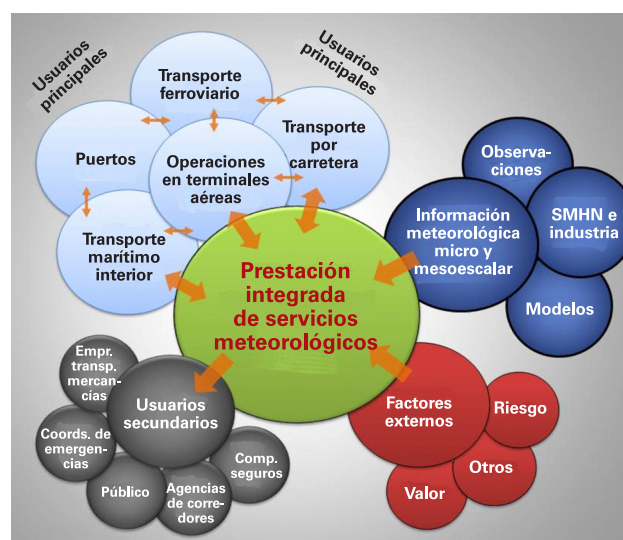 Usuarios
principales
Usuarios
principales
Transporte
ferroviario
Puertos
Operaciones
en terminales
aéreas
Transporte
por
carretera
Transporte
marítimo
interior
Observa-
ciones
Información
meteorológica
micro y
mesoescalar
SMHN e
industria
Modelos
Prestación
integrada
de servicios
meteorológicos
Empr.
transp.
mercan-
cías
Usuarios
secundarios
Coords. de
emergen-
cias
Público
Agencias
de corre-
dores
Comp.
seguros
Factores
externos
Riesgo
Otros
Valor